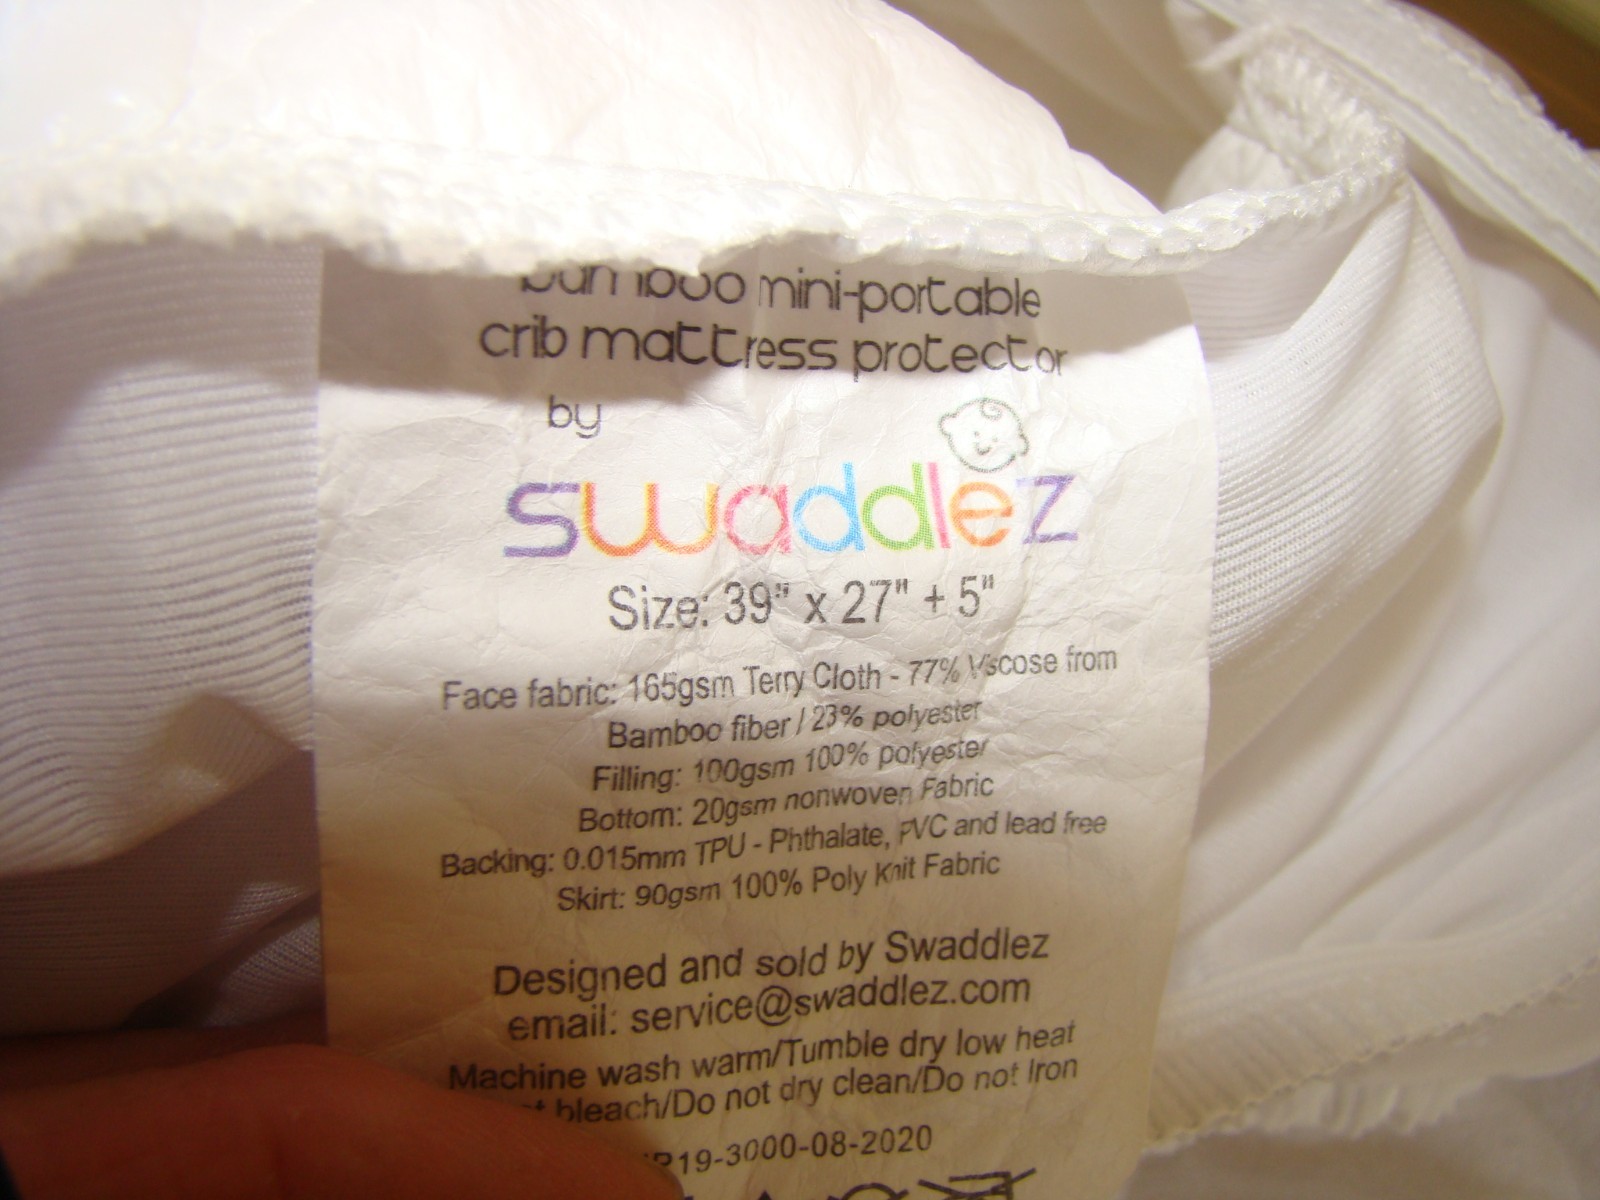 bamboo mini-portable
crib mattress protector
by
swaddlez
Size: 39" x 27" + 5"
Face fabric: 165gsm Terry Cloth - 77% Viscose from
Bamboo fiber / 23% polyester
Filling: 100gsm 100% polyester
Bottom: 20gsm nonwoven Fabric
Backing: 0.015mm TPU - Phthalate, PVC and lead free
Skirt: 90gsm 100% Poly Knit Fabric
Designed and sold by Swaddlez
email: service@swaddlez.com
Machine wash warm/Tumble dry low heat
bleach/Do not dry clean/Do not Iron
P19-3000-08-2020